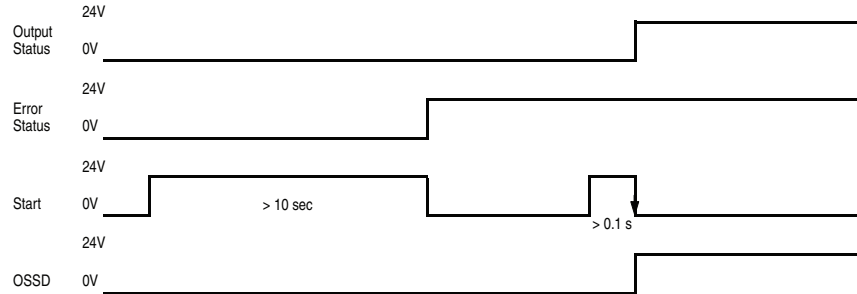 24V
Output
Status
0V
24V
Error
Status
0V
24V
Start
0V
> 10 sec
> 0.1 s
24V
OSSD
0V